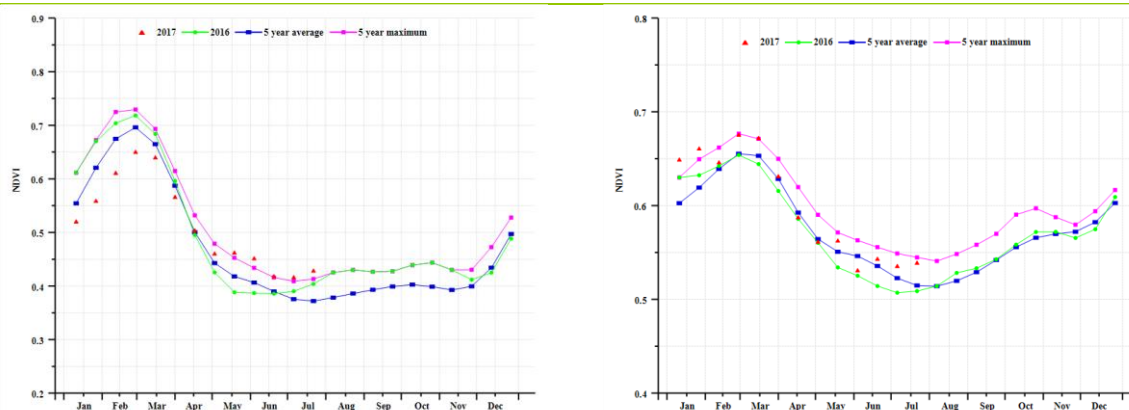 0.9
2017 2016 5 year average 5 year maximum
0.8
0.7
0.6
NDVI
0.5
0.4
0.3
0.2
Jan Feb Mar Apr May Jun Jul Aug Sep Oct Nov Dec
0.8
2017 2016 5 year average 5 year maximum
0.7
0.6
NDVI
0.5
0.4
Jan Feb Mar Apr May Jun Jul Aug Sep Oct Nov Dec